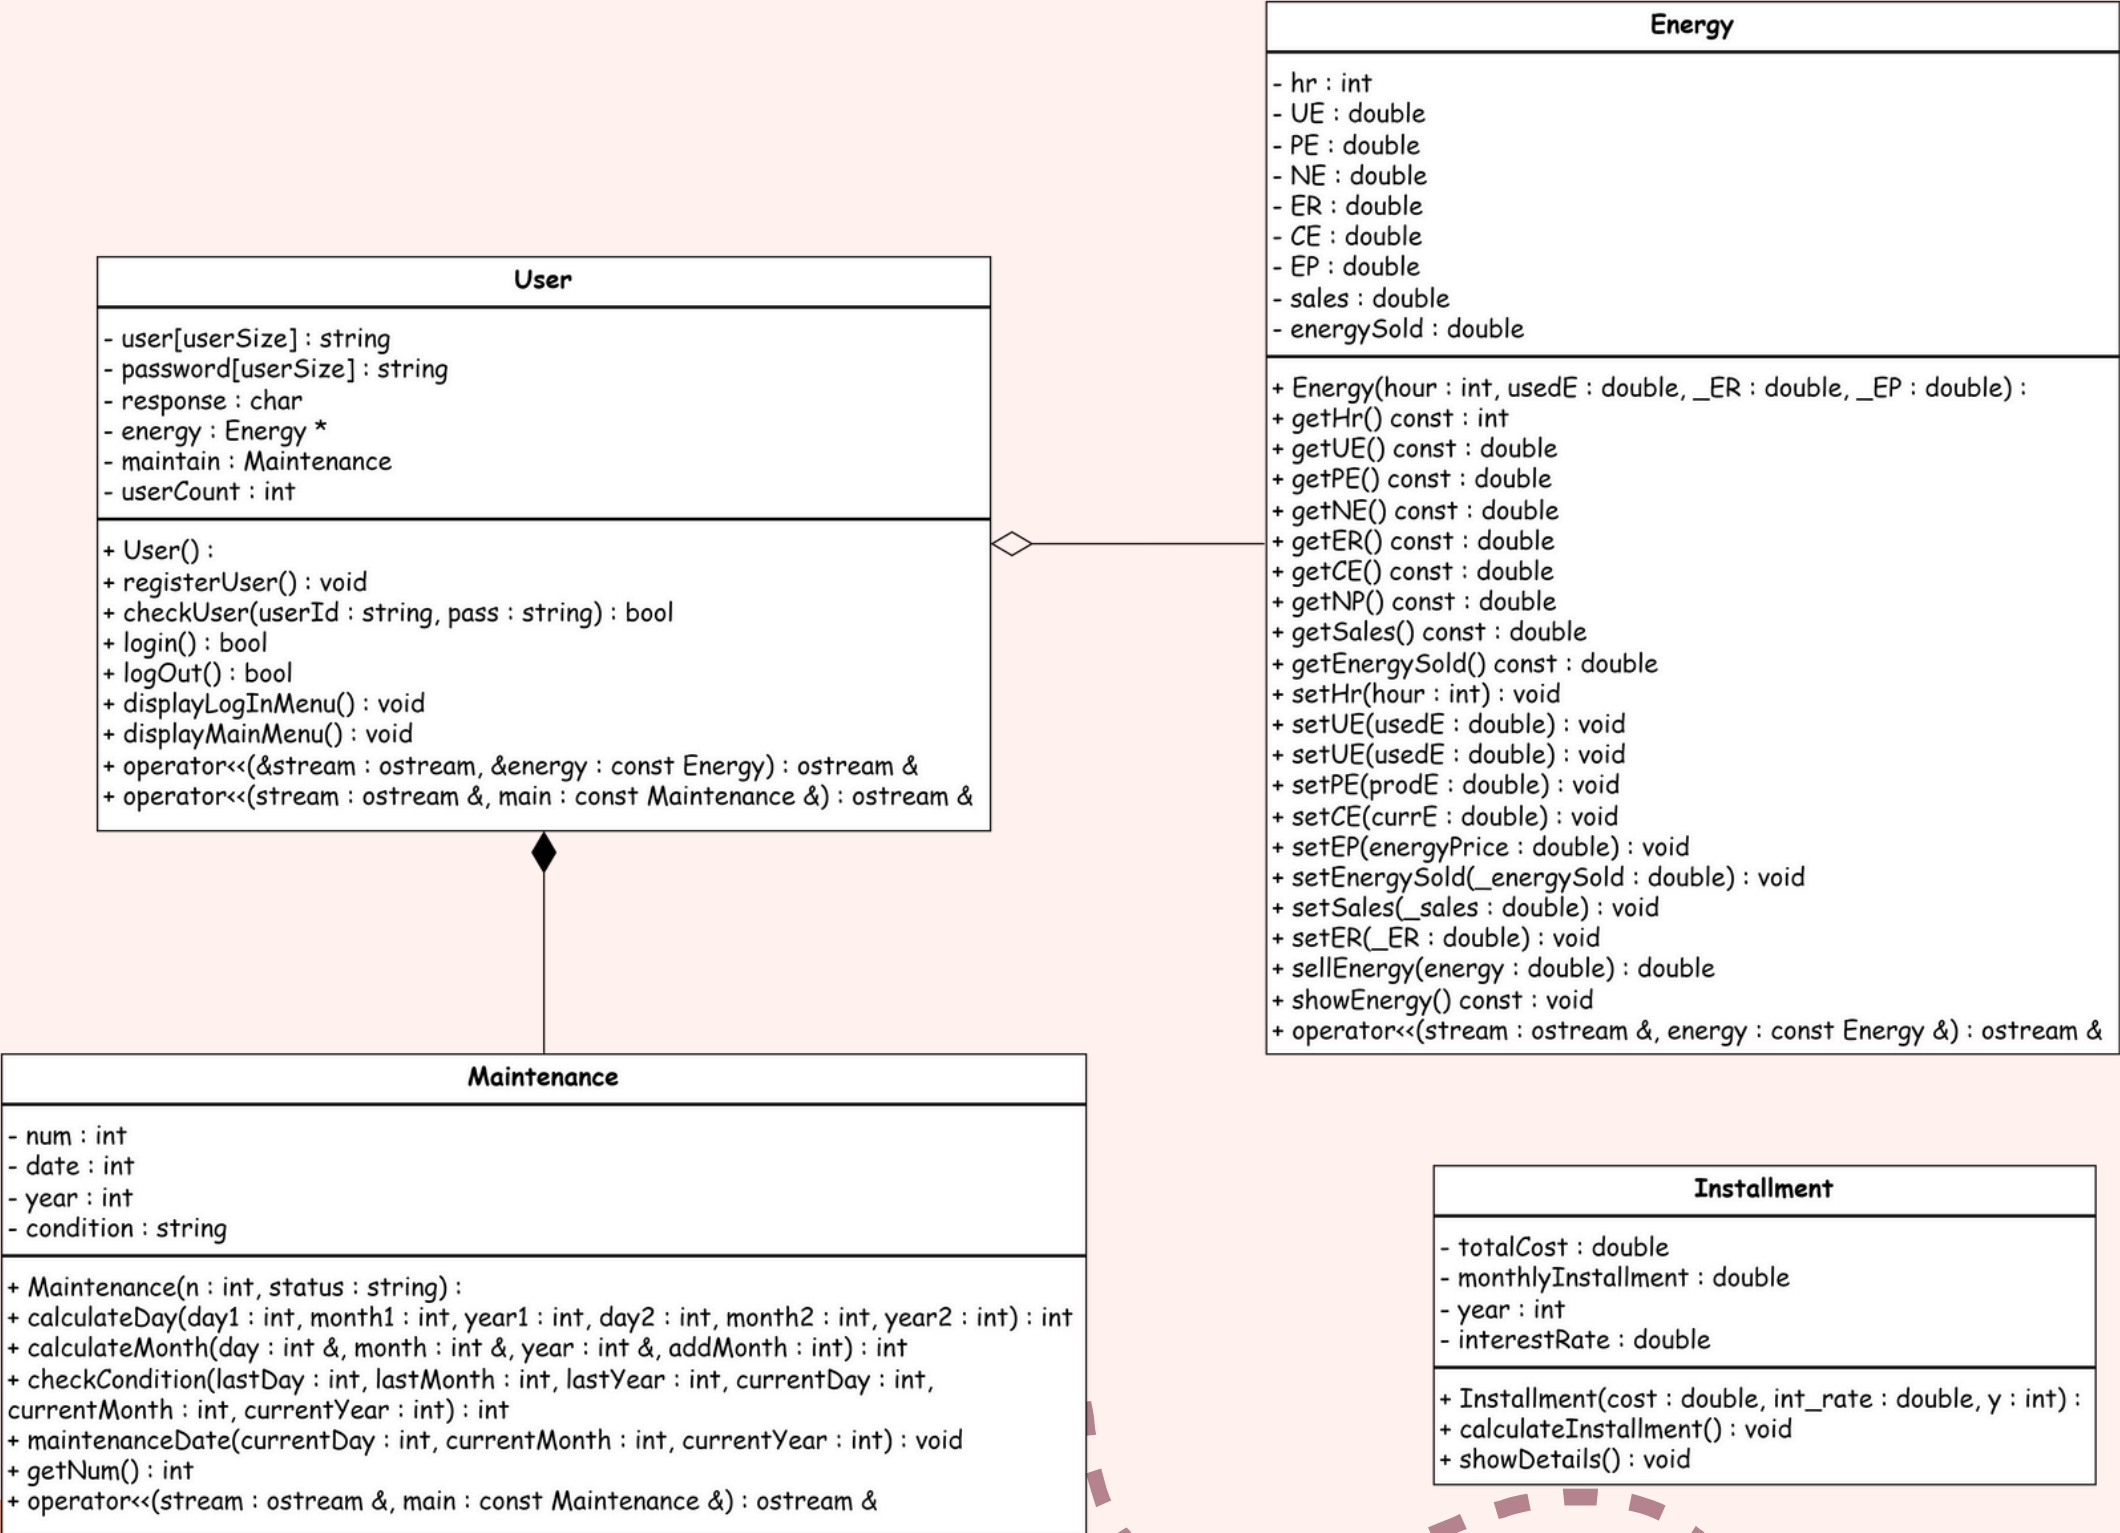 Energy
- hr : int
- UE : double
- PE : double
- NE : double
- ER : double
- CE : double
- EP : double
- sales : double
- energySold : double
+ Energy(hour : int, usedE : double, _ER : double, _EP : double) :
+ getHr() const : int
+ getUE() const : double
+ getPE() const : double
+ getNE() const : double
+ getER() const : double
+ getCE() const : double
+ getNP() const : double
+ getSales() const : double
+ getEnergySold() const : double
+ setHr(hour : int) : void
+ setUE(usedE : double) : void
+ setUE(usedE : double) : void
+ setPE(prodE : double) : void
+ setCE(currE : double) : void
+ setEP(energyPrice : double) : void
+ setEnergySold(_energySold : double) : void
+ setSales(_sales : double) : void
+ setER(_ER : double) : void
+ sellEnergy(energy : double) : double
+ showEnergy() const : void
+ operator<<(stream : ostream &, energy : const Energy &) : ostream &
User
- user[userSize] : string
- password[userSize] : string
- response : char
- energy : Energy *
- maintain : Maintenance
- userCount : int
+ User() :
+ registerUser() : void
+ checkUser(userId : string, pass : string) : bool
+ login() : bool
+ logOut() : bool
+ displayLogInMenu() : void
+ displayMainMenu() : void
+ operator<<(&stream : ostream, &energy : const Energy) : ostream &
+ operator<<(stream : ostream &, main : const Maintenance &) : ostream &
Maintenance
- num : int
- date : int
- year : int
- condition : string
+ Maintenance(n : int, status : string) :
+ calculateDay(day1 : int, month1 : int, year1 : int, day2 : int, month2 : int, year2 : int) : int
+ calculateMonth(day : int &, month : int &, year : int &, addMonth : int) : int
+ checkCondition(lastDay : int, lastMonth : int, lastYear : int, currentDay : int,
currentMonth : int, currentYear : int) : int
+ maintenanceDate(currentDay : int, currentMonth : int, currentYear : int) : void
+ getNum() : int
+ operator<<(stream : ostream &, main : const Maintenance &) : ostream &
Installment
- totalCost : double
- monthlyInstallment : double
- year : int
- interestRate : double
+ Installment(cost : double, int_rate : double, y : int) :
+ calculateInstallment() : void
+ showDetails() : void